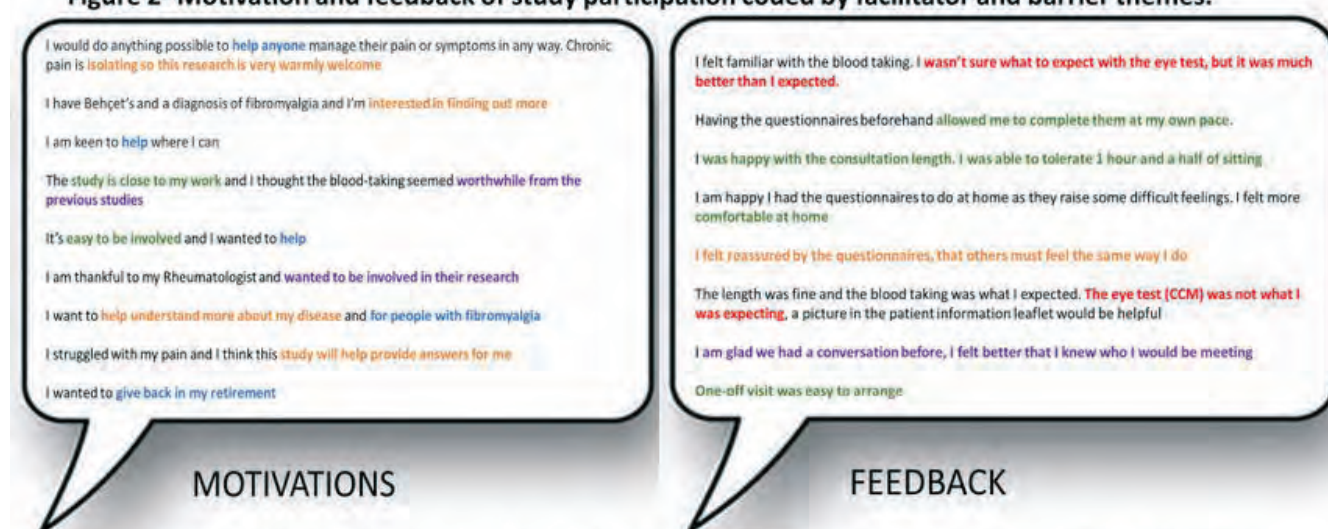 Figure 2 Motivation and feedback of study participation coded by facilitator and barrier themes.
I would do anything possible to help anyone manage their pain or symptoms in any way. Chronic
pain is isolating so this research is very warmly welcome
I have Behçet's and a diagnosis of fibromyalgia and I'm interested in finding out more
I am keen to help where I can
The study is close to my work and I thought the blood-taking seemed worthwhile from the
previous studies
It's easy to be involved and I wanted to help
I am thankful to my Rheumatologist and wanted to be involved in their research
I want to help understand more about my disease and for people with fibromyalgia
I struggled with my pain and I think this study will help provide answers for me
I wanted to give back in my retirement
MOTIVATIONS
I felt familiar with the blood taking. I wasn't sure what to expect with the eye test, but it was much
better than I expected.
Having the questionnaires beforehand allowed me to complete them at my own pace.
I was happy with the consultation length. I was able to tolerate 1 hour and a half of sitting
I am happy I had the questionnaires to do at home as they raise some difficult feelings. I felt more
comfortable at home
I felt reassured by the questionnaires, that others must feel the same way I do
The length was fine and the blood taking was what I expected. The eye test (CCM) was not what I
was expecting, a picture in the patient information leaflet would be helpful
I am glad we had a conversation before, I felt better that I knew who I would be meeting
One-off visit was easy to arrange
FEEDBACK